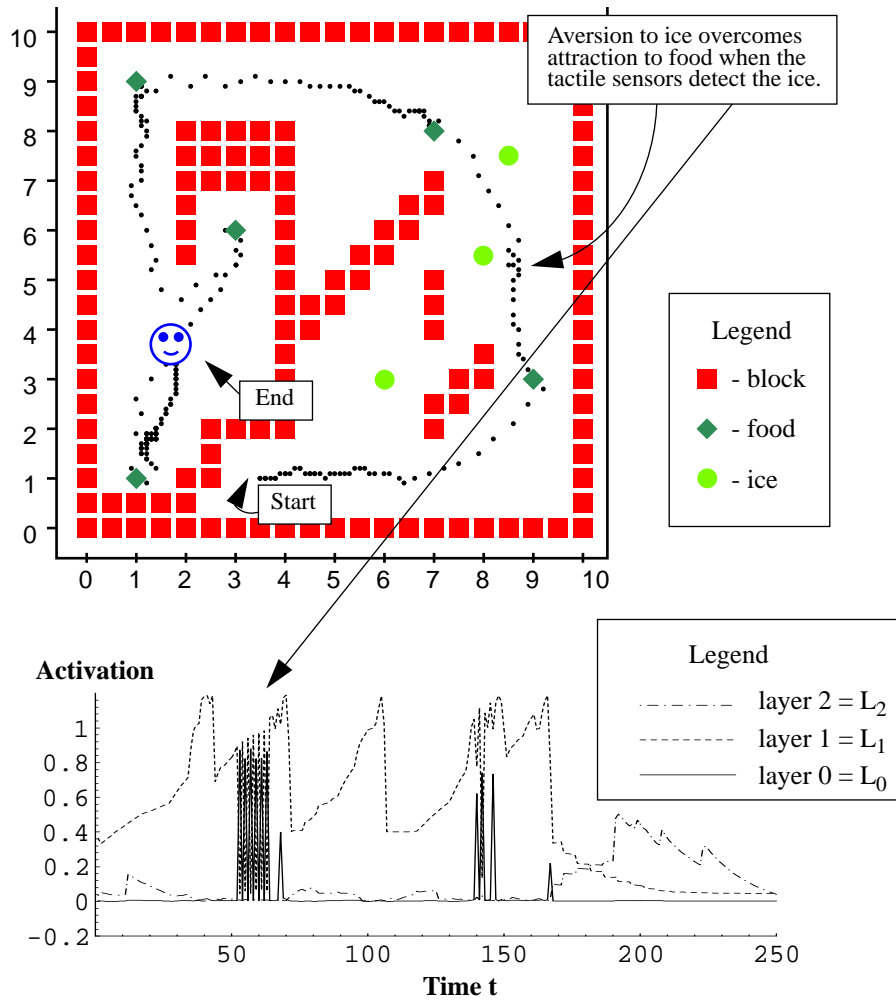 10
9
8
7
6
5
4
3
2
1
0
Aversion to ice overcomes
attraction to food when the
tactile sensors detect the ice.
End
Start
Legend
- block
- food
- ice
0 1 2 3 4 5 6 7 8 9 10
Activation
1
0.8
0.6
0.4
0.2
0
-0.2
50 100 150 200 250
Time t
Legend
layer 2 = L2
layer 1 = L1
layer 0 = L0